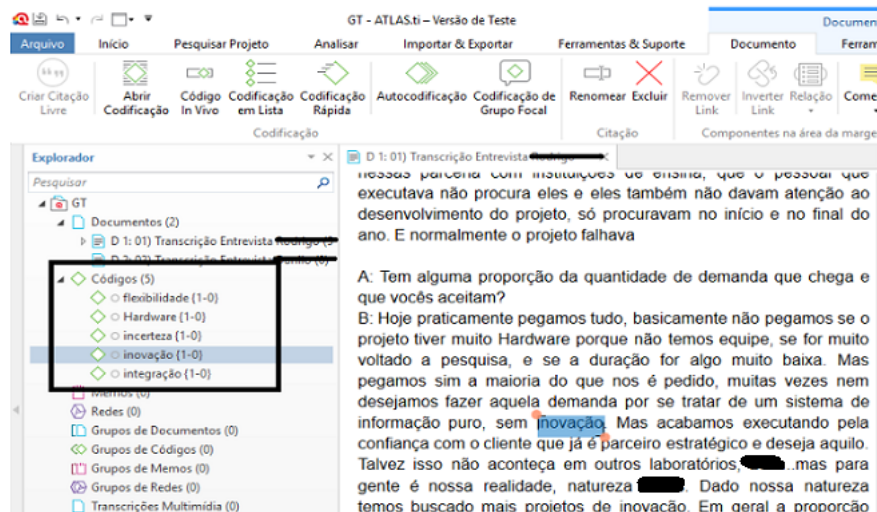 GT - ATLAS.ti – Versão de Teste
Documen
Arquivo Início Pesquisar Projeto Analisar Importar & Exportar Ferramentas & Suporte Documento Ferram
Criar Citação Livre
Abrir Codificação
Código In Vivo
Codificação em Lista
Codificação Rápida
Autocodificação
Codificação de Grupo Focal
Renomear
Excluir
Remover Link
Inverter Link
Relação
Come
Codificação
Citação
Componentes na área da marge
Explorador
Pesquisar
GT
Documentos (2)
D 1: 01) Transcrição Entrevista
Códigos (5)
flexibilidade {1-0}
Hardware {1-0}
incerteza {1-0}
inovação {1-0}
integração {1-0}
Memos (0)
Redes (0)
Grupos de Documentos (0)
Grupos de Códigos (0)
Grupos de Memos (0)
Grupos de Redes (0)
Transcrições Multimídia (0)
D 1: 01) Transcrição Entrevista
nessas parceria com instituições de ensina, que o pessoal que
executava não procura eles e eles também não davam atenção ao
desenvolvimento do projeto, só procuravam no início e no final do
ano. E normalmente o projeto falhava
A: Tem alguma proporção da quantidade de demanda que chega e
que vocês aceitam?
B: Hoje praticamente pegamos tudo, basicamente não pegamos se o
projeto tiver muito Hardware porque não temos equipe, se for muito
voltado a pesquisa, e se a duração for algo muito baixa. Mas
pegamos sim a maioria do que nos é pedido, muitas vezes nem
desejamos fazer aquela demanda por se tratar de um sistema de
informação puro, sem inovação. Mas acabamos executando pela
confiança com o cliente que já é parceiro estratégico e deseja aquilo.
Talvez isso não aconteça em outros laboratórios, ..mas para
gente é nossa realidade, natureza . Dado nossa natureza
temos buscado mais projetos de inovação. Em geral a proporção